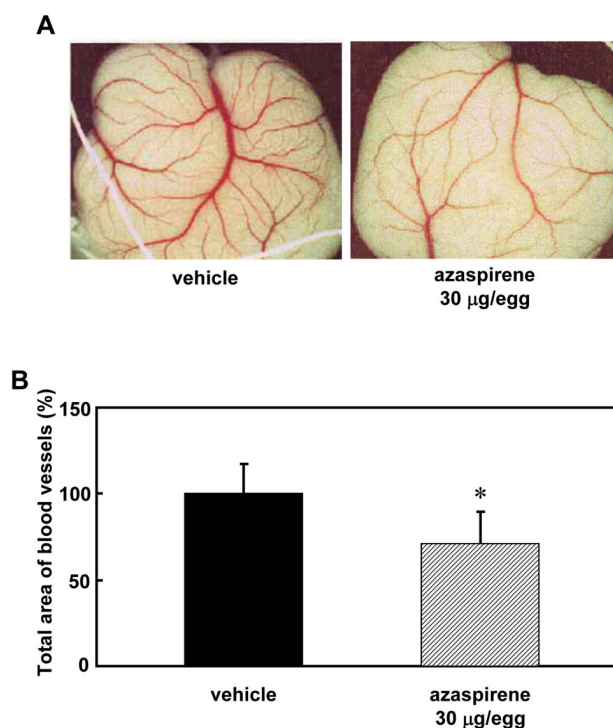 A
vehicle
azaspirene
30 μg/egg
B
Total area of blood vessels (%)
150
100
50
0
*
vehicle
azaspirene
30 μg/egg